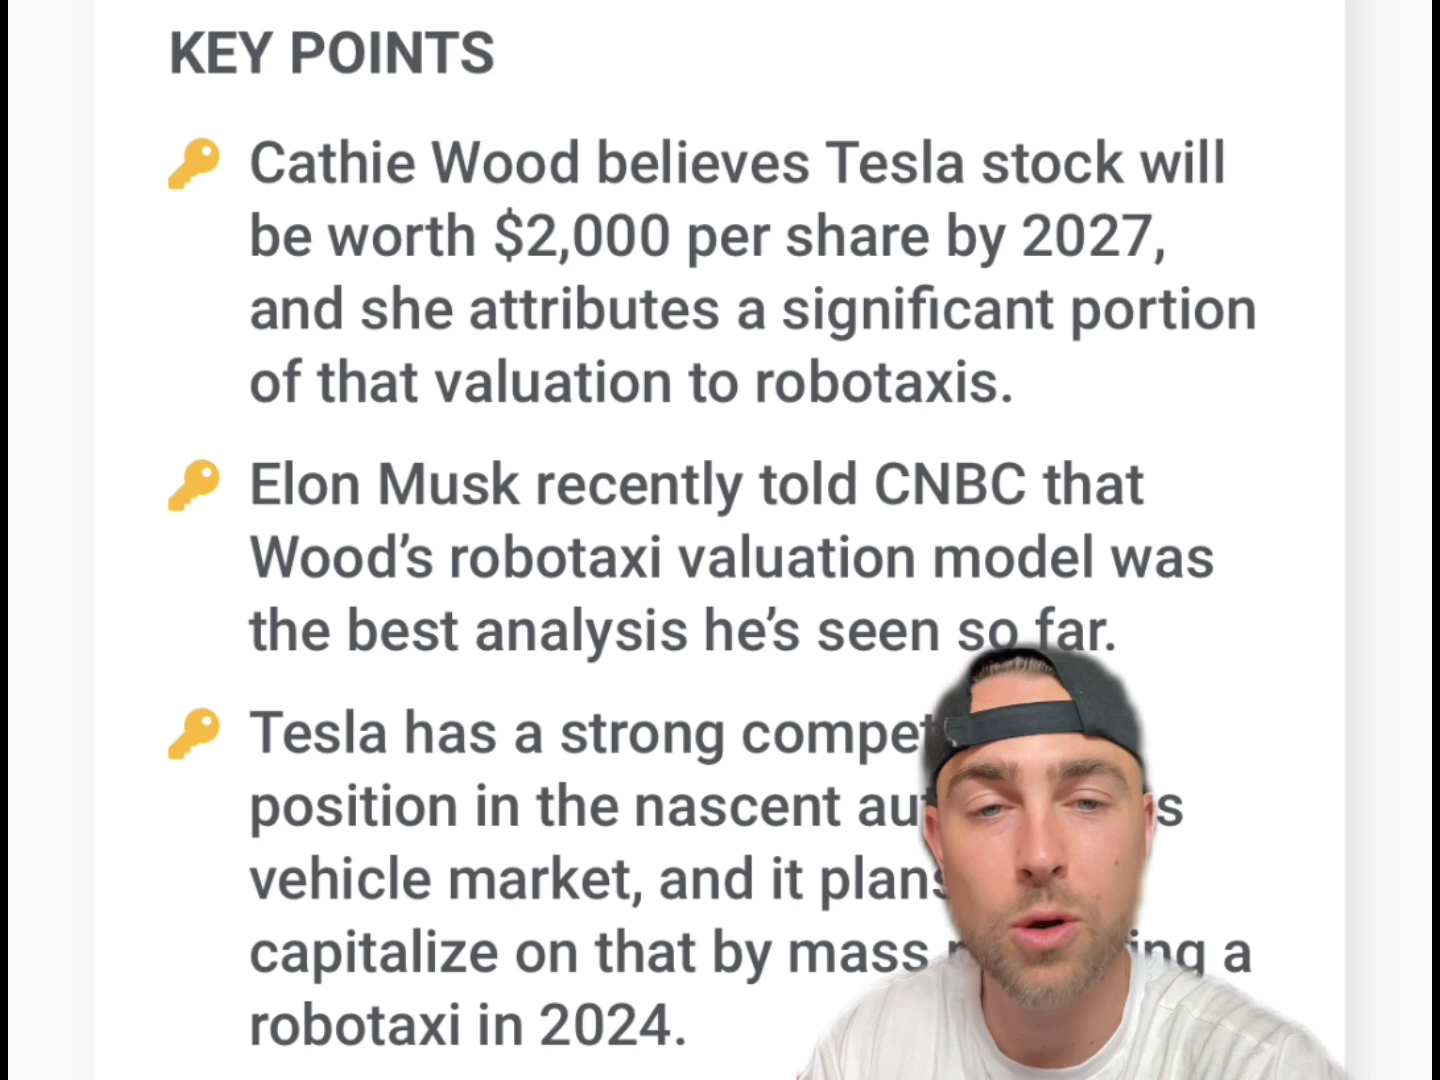 KEY POINTS
Cathie Wood believes Tesla stock will
be worth $2,000 per share by 2027,
and she attributes a significant portion
of that valuation to robotaxis.
Elon Musk recently told CNBC that
Wood’s robotaxi valuation model was
the best analysis he’s seen so far.
Tesla has a strong
position in the nascent
vehicle market, and it plans
capitalize on that by mass a
robotaxi in 2024.